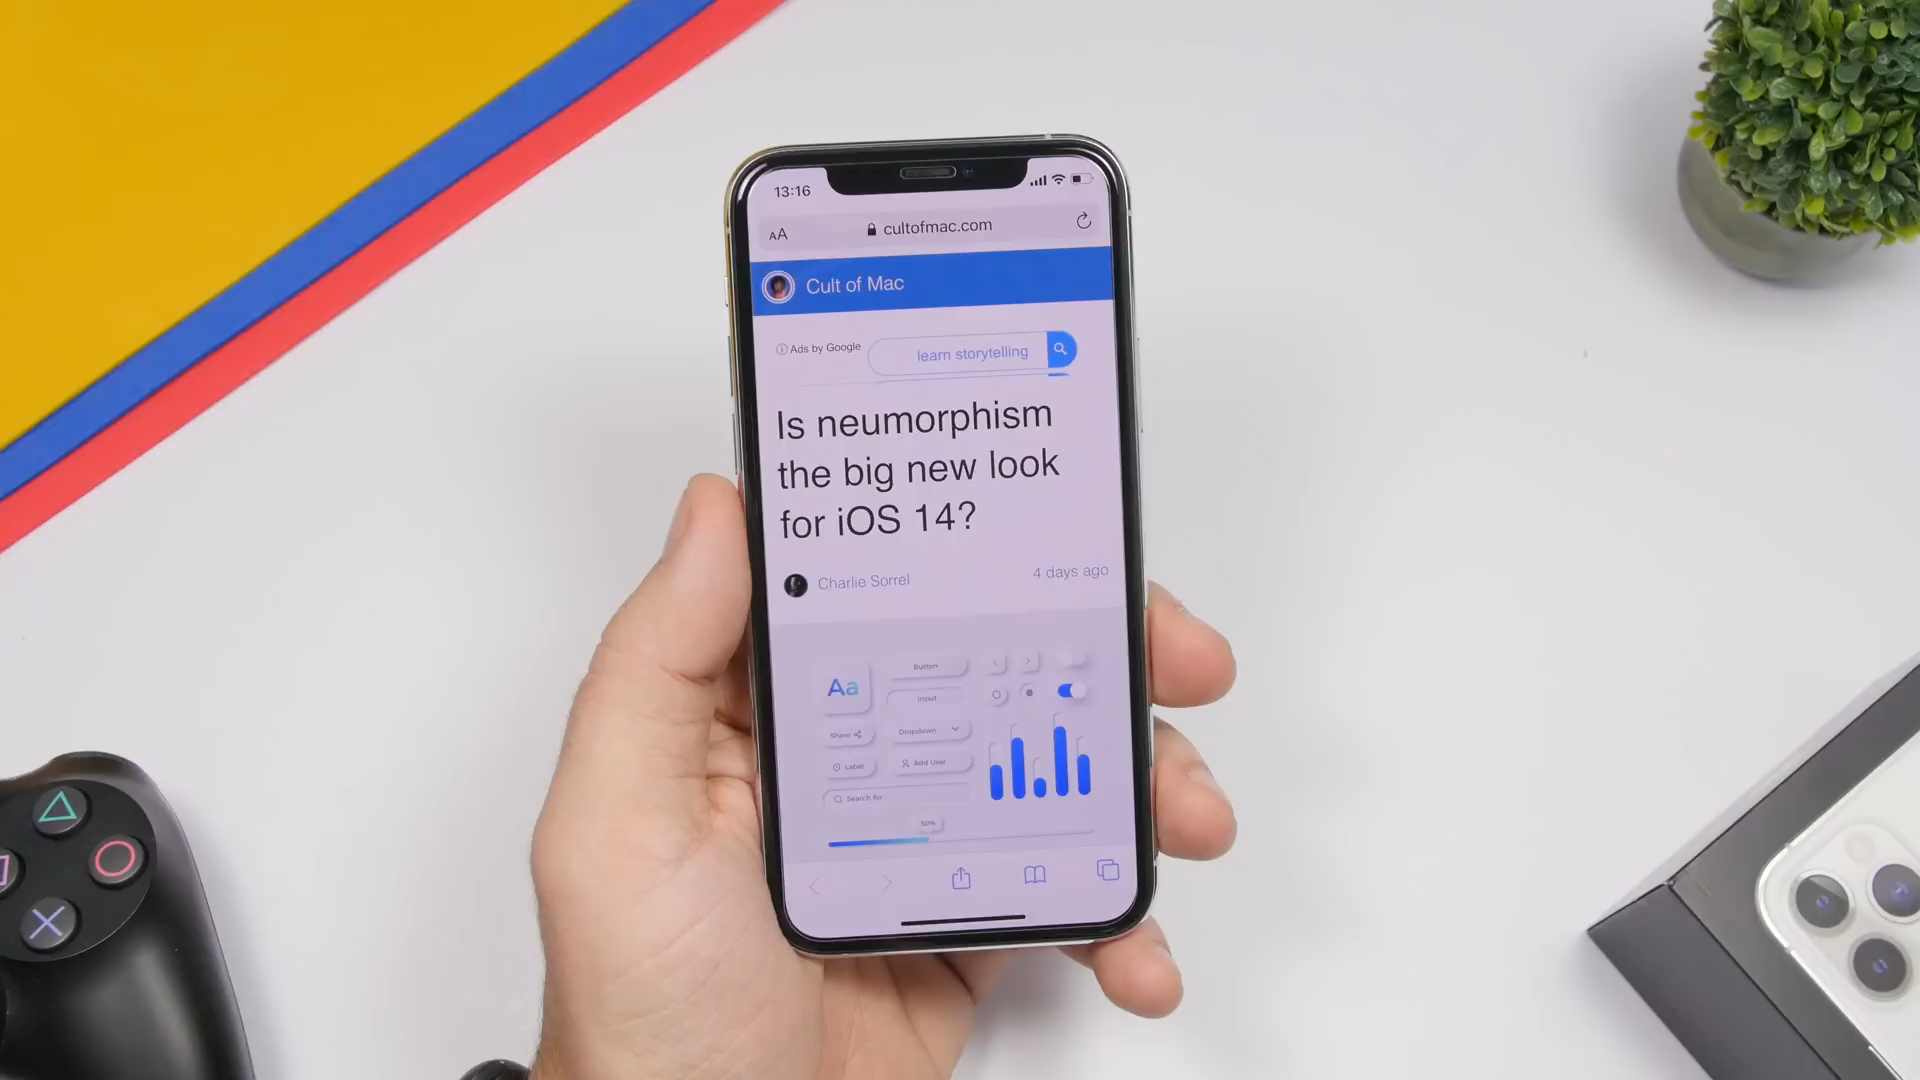 13:16
AA
cultofmac.com
Cult of Mac
Ads by Google
learn storytelling
Is neumorphism
the big new look
for iOS 14?
Charlie Sorrel
4 days ago
Aa
Button
Input
Share
Dropdown
Label
Add User
Search for
50%